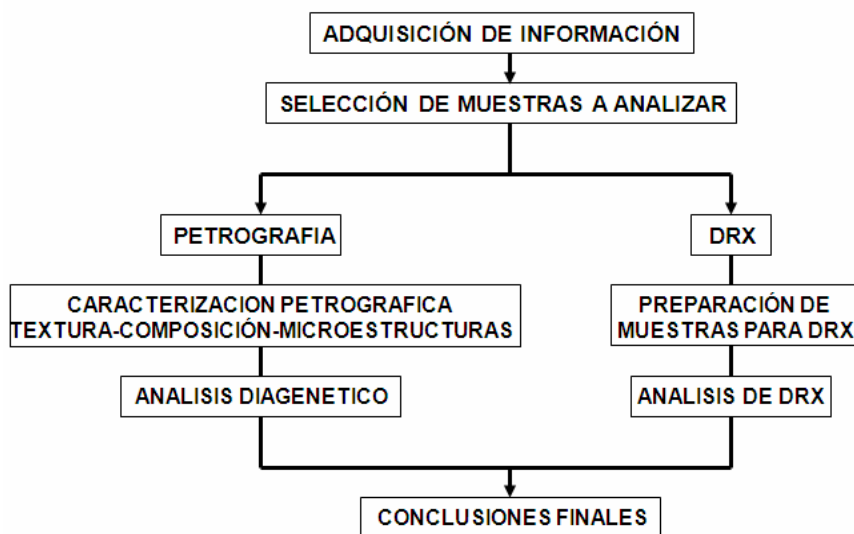 ADQUISICIÓN DE INFORMACIÓN
SELECCIÓN DE MUESTRAS A ANALIZAR
PETROGRAFIA
DRX
CARACTERIZACION PETROGRAFICA
TEXTURA-COMPOSICIÓN-MICROESTRUCTURAS
PREPARACIÓN DE
MUESTRAS PARA DRX
ANALISIS DIAGENETICO
ANALISIS DE DRX
CONCLUSIONES FINALES